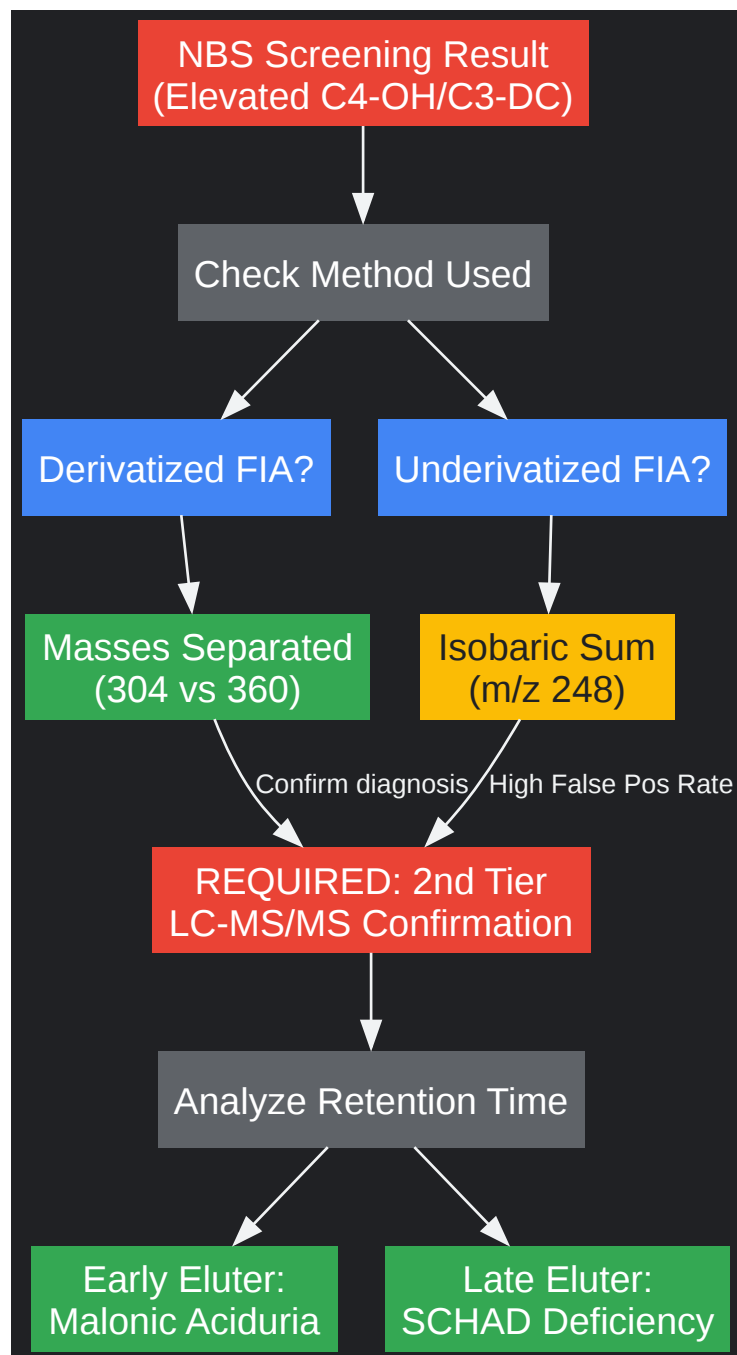 NBS Screening Result
(Elevated C4-OH/C3-DC)
Check Method Used
Derivatized FIA?
Underivatized FIA?
Masses Separated
(304 vs 360)
Isobaric Sum
(m/z 248)
Confirm diagnosis
High False Pos Rate
REQUIRED: 2nd Tier
LC-MS/MS Confirmation
Analyze Retention Time
Early Eluter:
Malonic Aciduria
Late Eluter:
SCHAD Deficiency